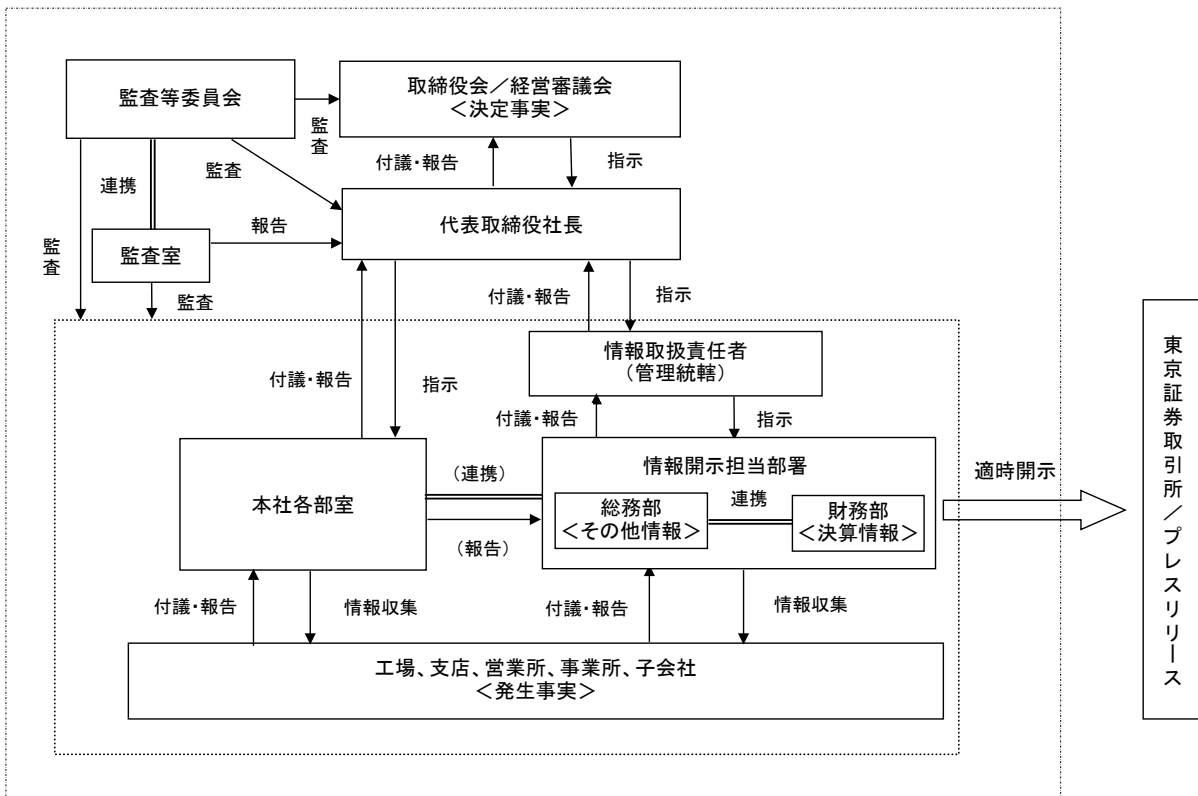 監査等委員会
取締役会／経営審議会
＜決定事実＞
監査
付議・報告
指示
監査
連携
代表取締役社長
報告
監査室
監査
監査
付議・報告
指示
情報取扱責任者
（管理統轄）
付議・報告
指示
付議・報告
指示
本社各部室
（連携）
（報告）
情報開示担当部署
総務部
＜その他情報＞
連携
財務部
＜決算情報＞
適時開示
東京証券取引所／プレスリリース
付議・報告
情報収集
付議・報告
情報収集
工場、支店、営業所、事業所、子会社
＜発生事実＞